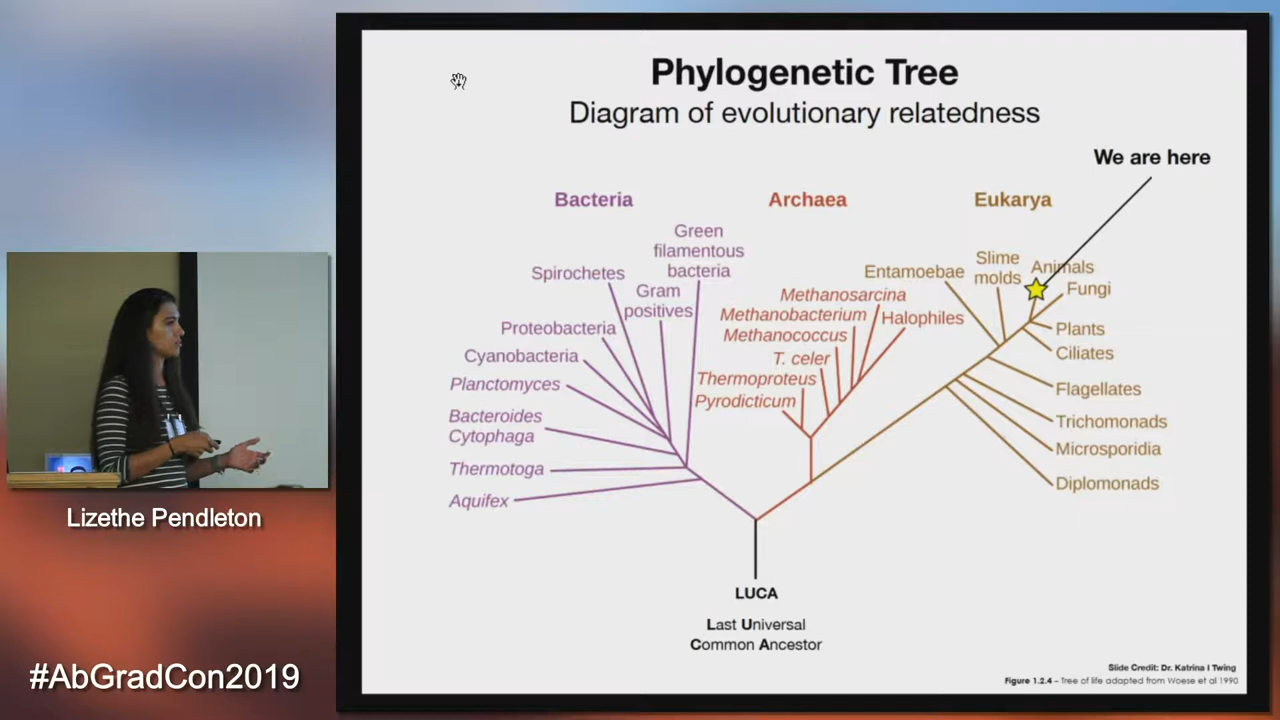 Phylogenetic Tree
Diagram of evolutionary relatedness
We are here
Bacteria
Archaea
Eukarya
Green
filamentous
bacteria
Spirochetes
Gram
positives
Proteobacteria
Cyanobacteria
Planctomyces
Bacteroides
Cytophaga
Thermotoga
Aquifex
Methanosarcina
Methanobacterium
Halophiles
Methanococcus
T. celer
Thermoproteus
Pyrodicticum
Entamoebae
Slime
molds
Animals
Fungi
Plants
Ciliates
Flagellates
Trichomonads
Microsporidia
Diplomonads
LUCA
Last Universal
Common Ancestor
Slide Credit: Dr. Katrina I Twing
Figure 1.2.4 – Tree of life adapted from Woese et al 1990
Lizethe Pendleton
#AbGradCon2019